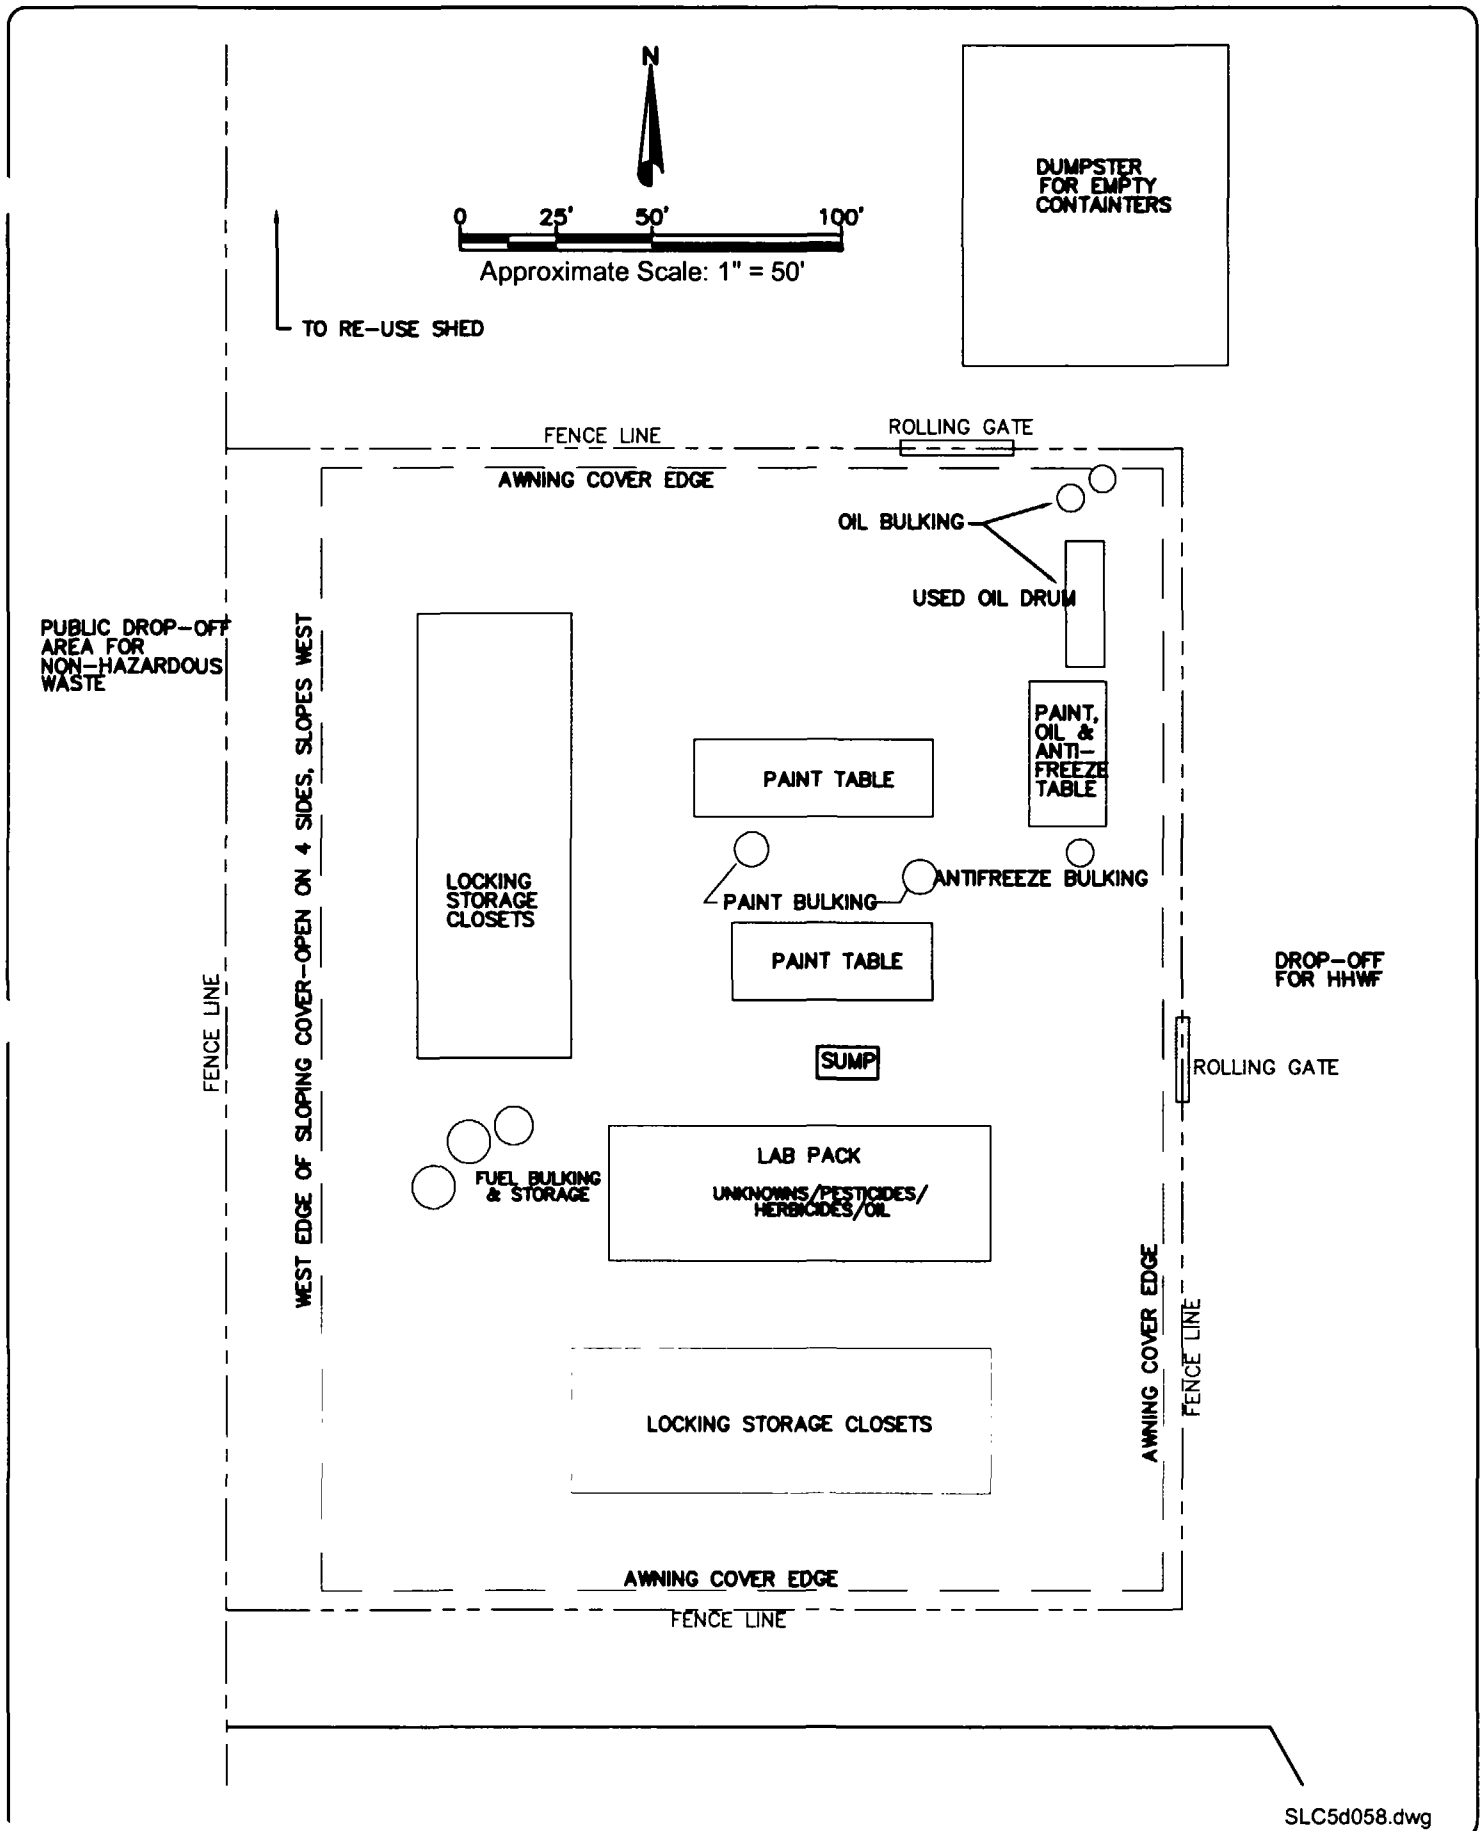 N
DUMPSTER
FOR EMPTY
CONTAINTERS
0 25' 50' 100'
Approximate Scale: 1" = 50'
TO RE-USE SHED
FENCE LINE
ROLLING GATE
AWNING COVER EDGE
OIL BULKING
USED OIL DRUM
PUBLIC DROP-OFF
AREA FOR
NON-HAZARDOUS
WASTE
WEST EDGE OF SLOPING COVER-OPEN ON 4 SIDES, SLOPES WEST
PAINT,
OIL &
ANTI-
FREEZE
TABLE
PAINT TABLE
LOCKING
STORAGE
CLOSETS
ANTIFREEZE BULKING
PAINT BULKING
PAINT TABLE
DROP-OFF
FOR HHWF
FENCE LINE
SUMP
ROLLING GATE
LAB PACK
UNKNOWNS/PESTICIDES/
HERBICIDES/OIL
FUEL BULKING
& STORAGE
AWNING COVER EDGE
FENCE LINE
LOCKING STORAGE CLOSETS
AWNING COVER EDGE
FENCE LINE
SLC5d058.dwg